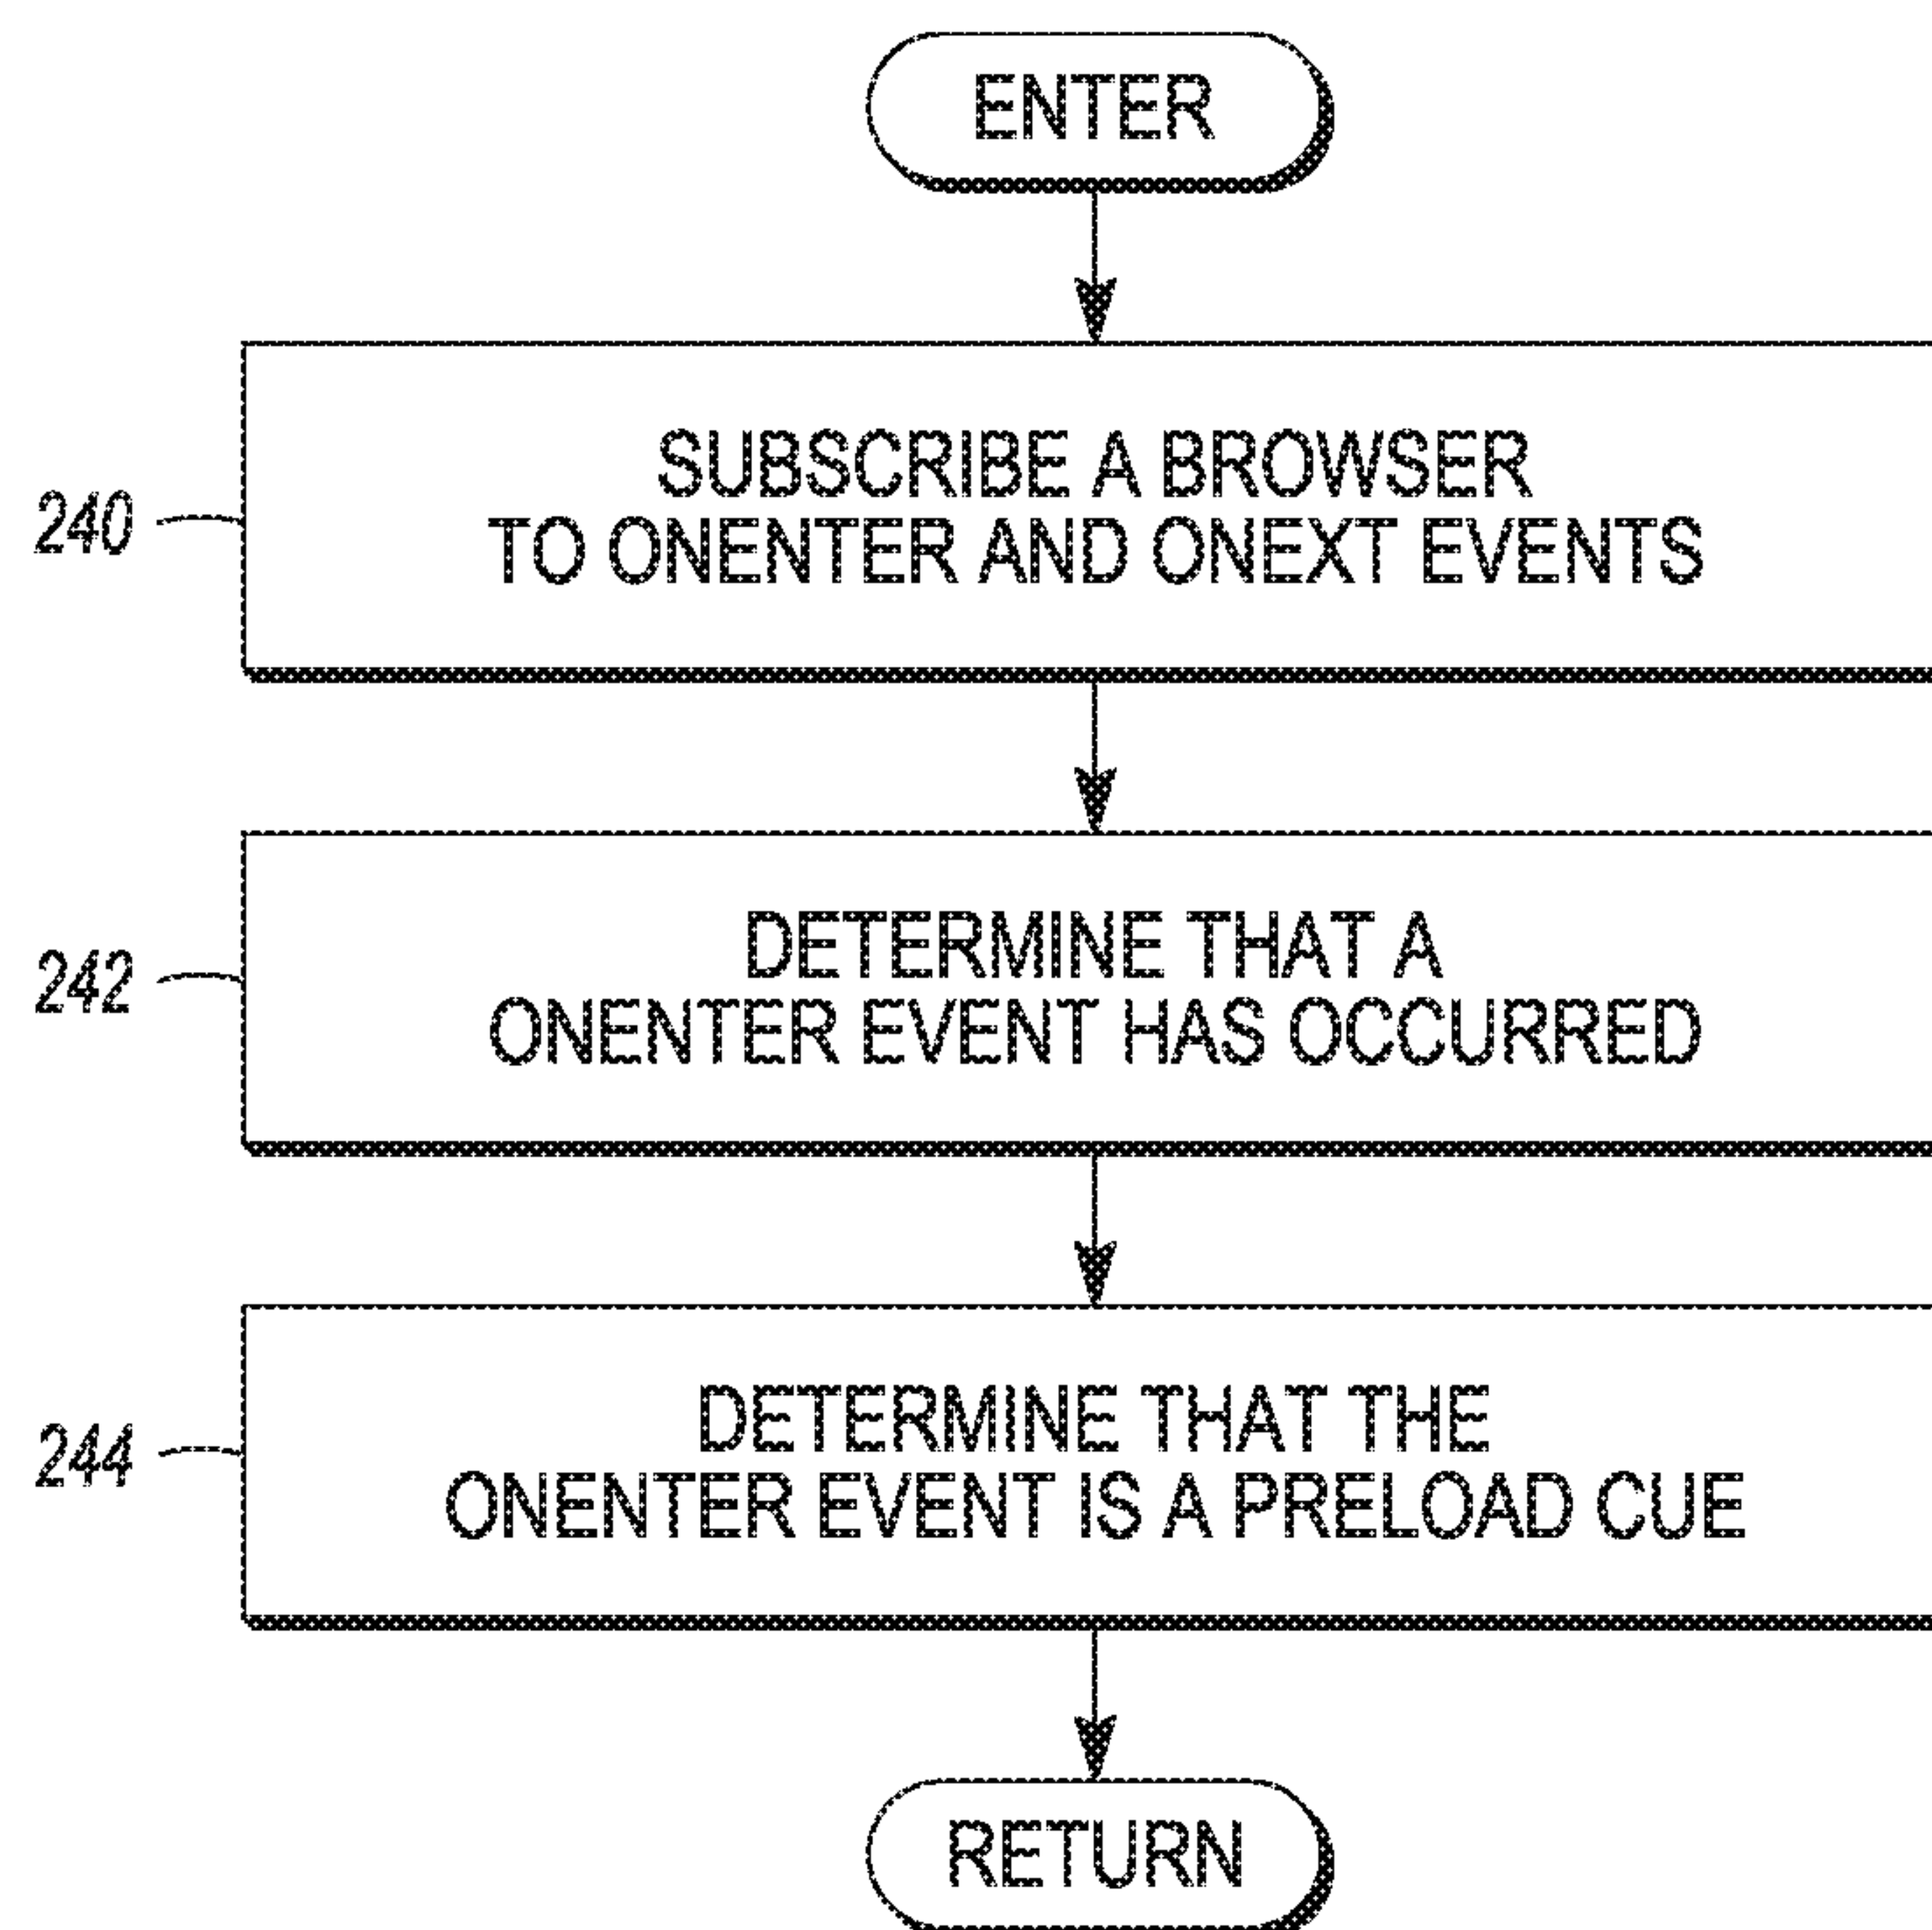 ENTER
SUBSCRIBE A BROWSER
TO ONENTER AND ONEXT EVENTS
240
DETERMINE THAT A
ONENTER EVENT HAS OCCURRED
242
DETERMINE THAT THE
ONENTER EVENT IS A PRELOAD CUE
244
RETURN